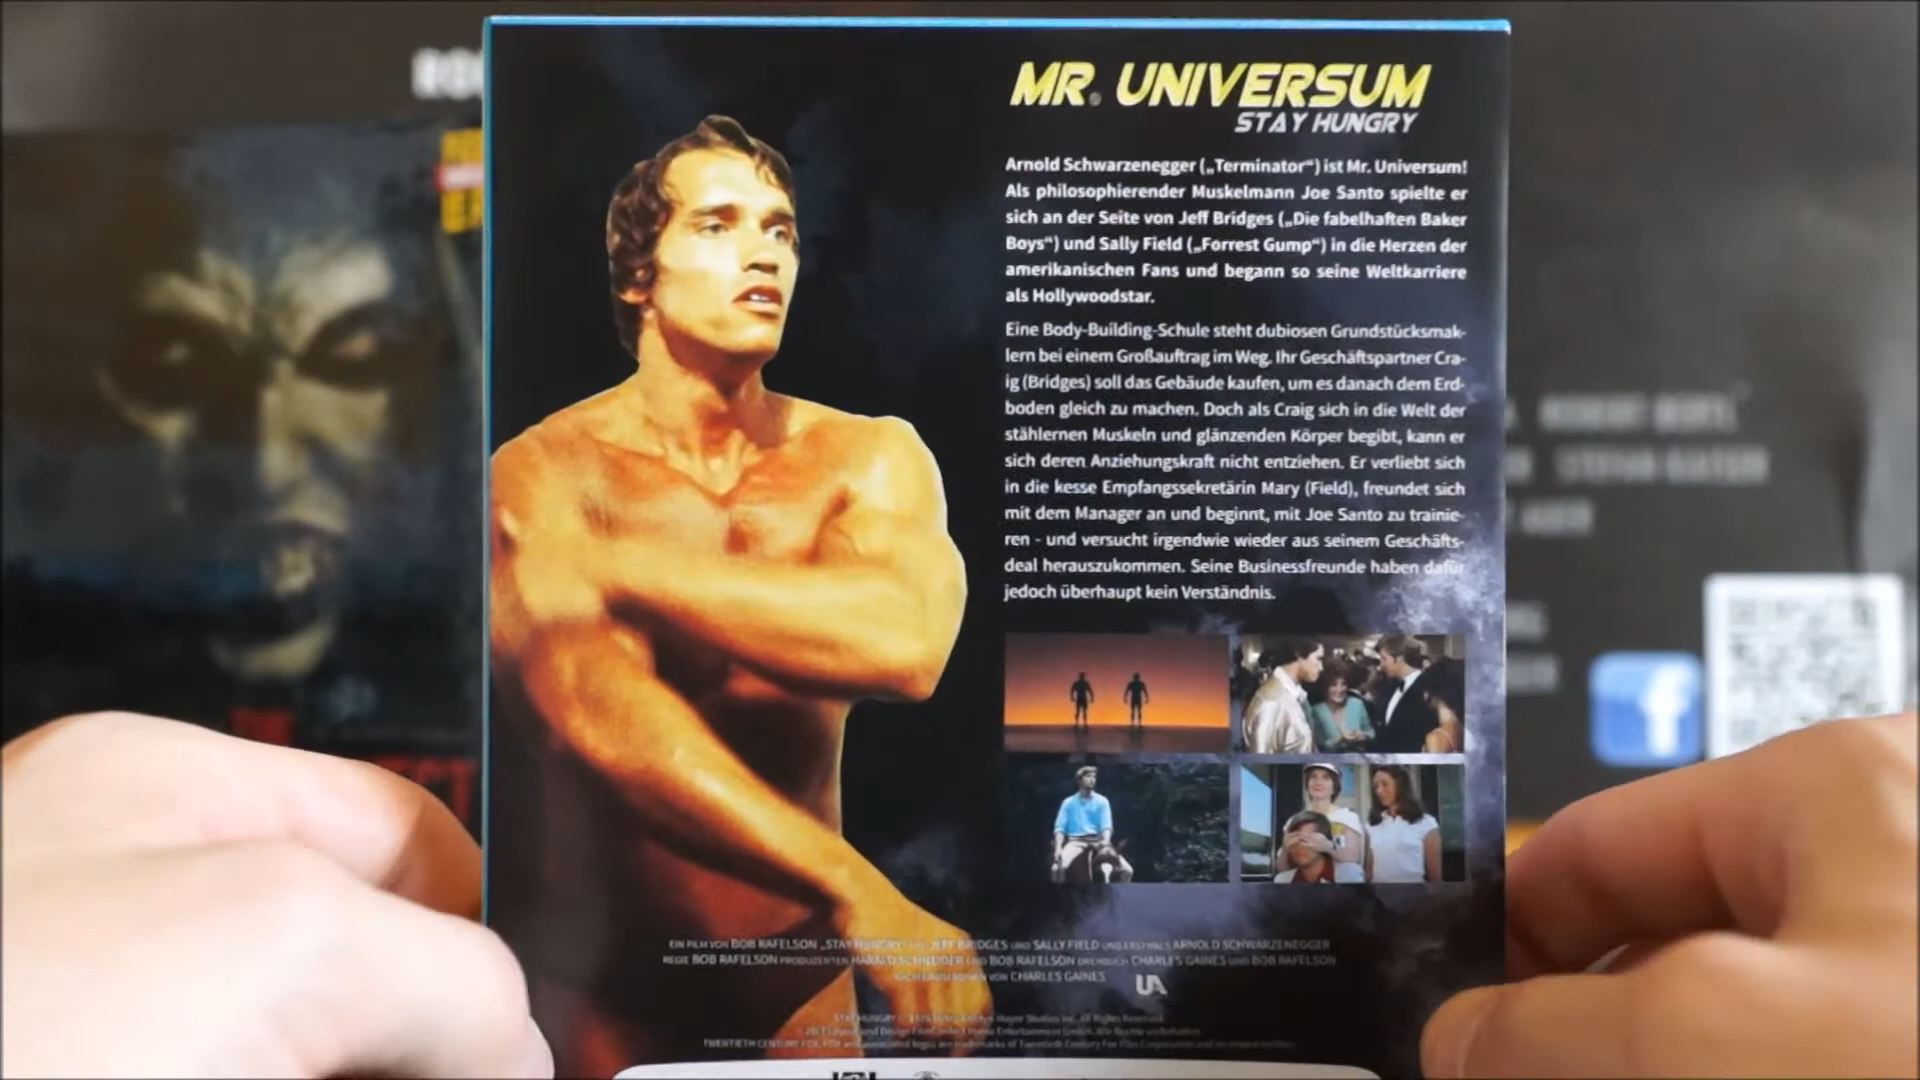 MR. UNIVERSUM
STAY HUNGRY
Arnold Schwarzenegger („Terminator“) ist Mr. Universum!
Als philosophierender Muskelmann Joe Santo spielte er
sich an der Seite von Jeff Bridges („Die fabelhaften Baker
Boys“) und Sally Field („Forrest Gump“) in die Herzen der
amerikanischen Fans und begann so seine Weltkarriere
als Hollywoodstar.
Eine Body-Building-Schule steht dubiosen Grundstücksmak-
lern bei einem Großauftrag im Weg. Ihr Geschäftspartner Cra-
ig (Bridges) soll das Gebäude kaufen, um es danach dem Erd-
boden gleich zu machen. Doch als Craig sich in die Welt der
stählernen Muskeln und glänzenden Körper begibt, kann er
sich deren Anziehungskraft nicht entziehen. Er verliebt sich
in die kesse Empfangssekretärin Mary (Field), freundet sich
mit dem Manager an und beginnt, mit Joe Santo zu trainie-
ren - und versucht irgendwie wieder aus seinem Geschäfts-
deal herauszukommen. Seine Businessfreunde haben dafür
jedoch überhaupt kein Verständnis.
EIN FILM VON BOB RAFELSON „STAY HUNGRY“ JEFF BRIDGES UND SALLY FIELD UND ERSTMALS ARNOLD SCHWARZENEGGER
REGIE BOB RAFELSON PRODUZENTEN HARALD SCHNEIDER UND BOB RAFELSON DREHBUCH CHARLES GAINES UND BOB RAFELSON
NACH EINEM ROMAN VON CHARLES GAINES
UA